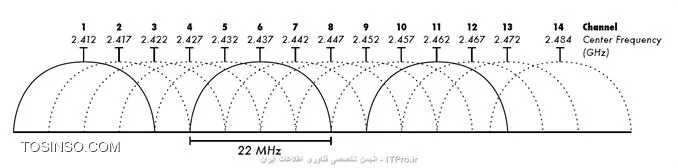 1 2 3 4 5 6 7 8 9 10 11 12 13 14 Channel
2.412 2.417 2.422 2.427 2.432 2.437 2.442 2.447 2.452 2.457 2.462 2.467 2.472 2.484 Center Frequency
(GHz)
22 MHz
TOSINSO.COM
انجمن تخصصی فناوری اطلاعات ایران - ITPro.ir